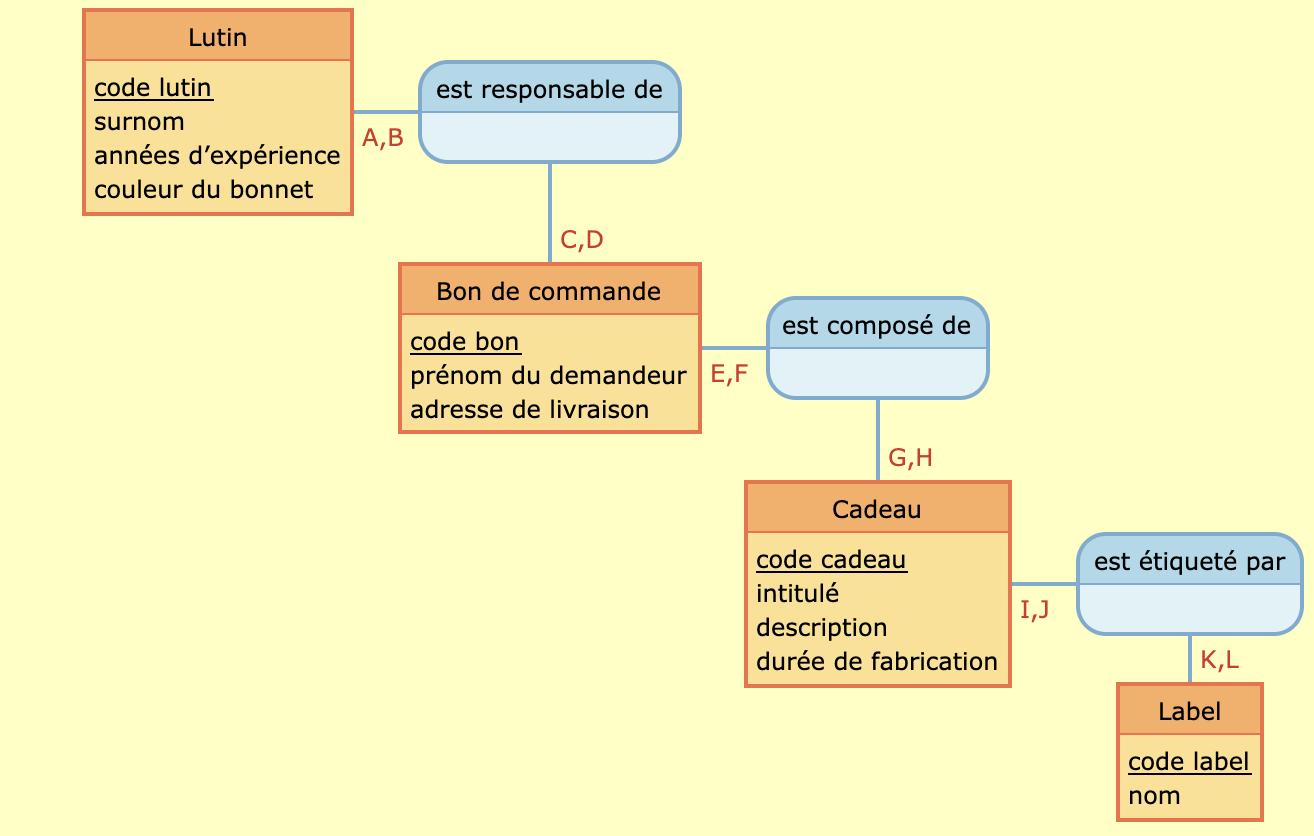 Lutin
code lutin
surnom
années d’expérience
couleur du bonnet
est responsable de
A,B
C,D
Bon de commande
code bon
prénom du demandeur
adresse de livraison
est composé de
E,F
G,H
Cadeau
code cadeau
intitulé
description
durée de fabrication
est étiqueté par
I,J
K,L
Label
code label
nom